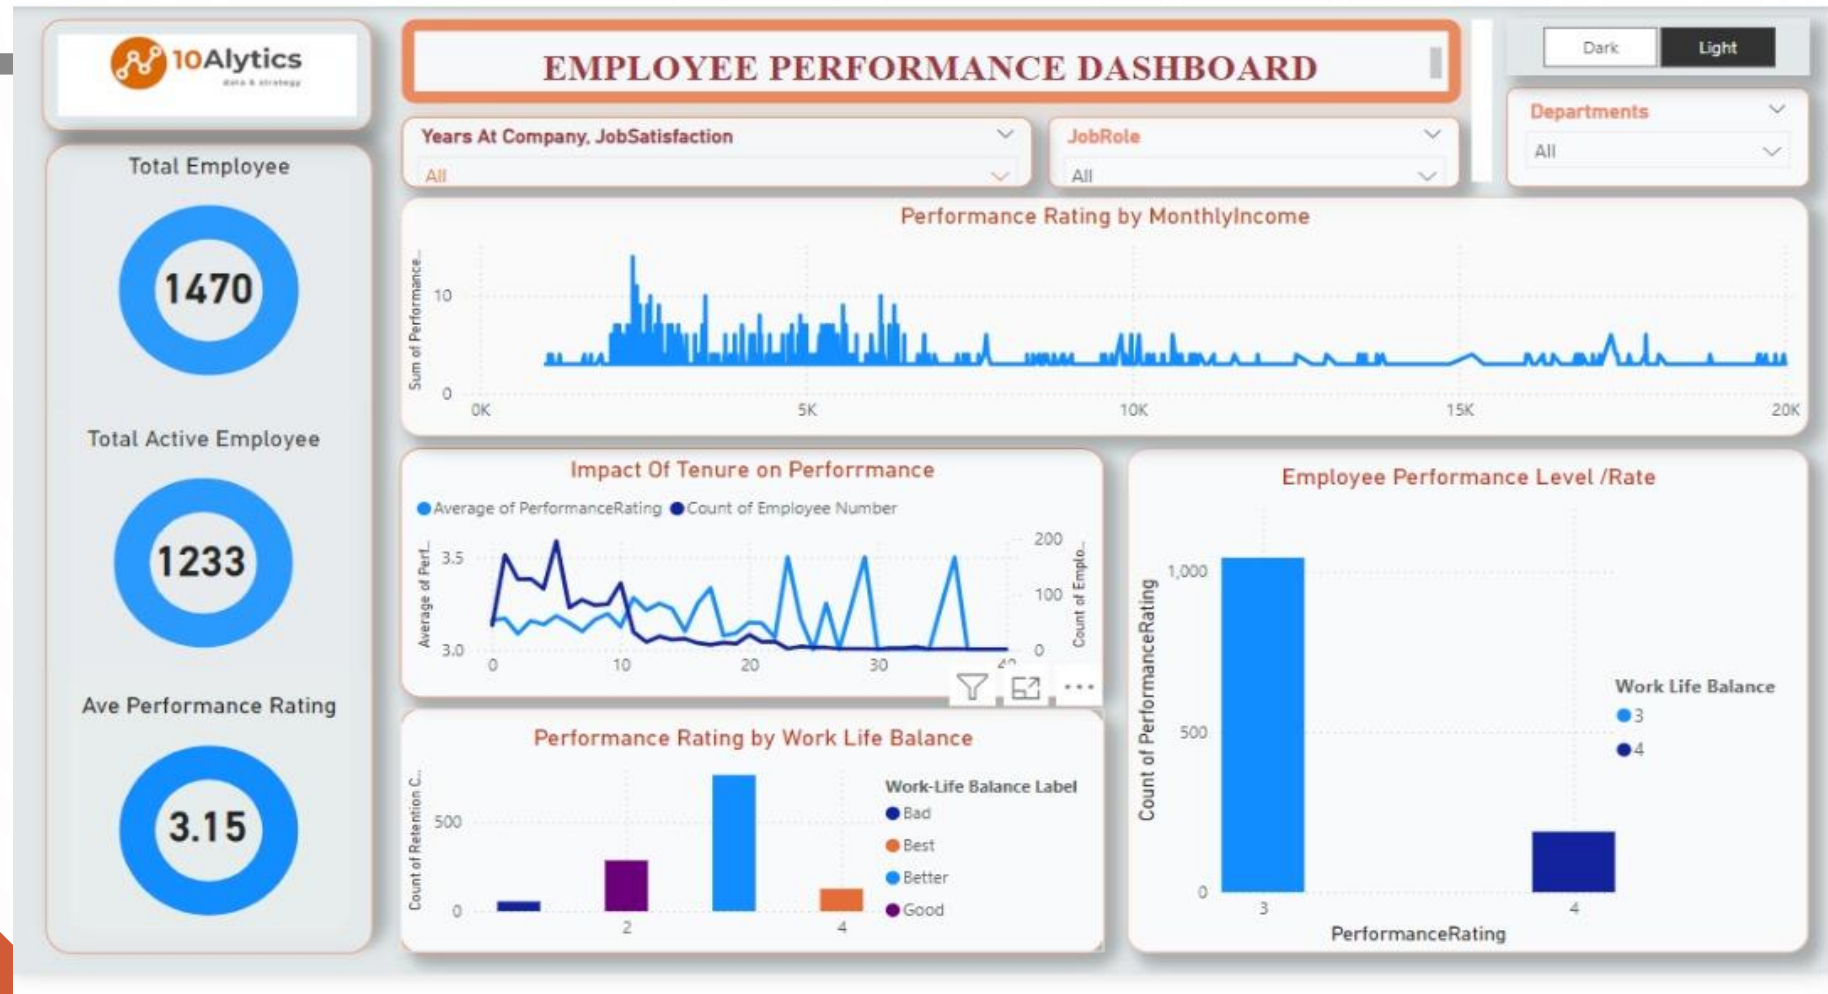 10Alytics
data & strategy
EMPLOYEE PERFORMANCE DASHBOARD
Dark
Light
Years At Company, JobSatisfaction
All
JobRole
All
Departments
All
Total Employee
1470
Total Active Employee
1233
Ave Performance Rating
3.15
Performance Rating by MonthlyIncome
Sum of Performance...
10
0
0K
5K
10K
15K
20K
Impact Of Tenure on Perforrmance
Average of PerformanceRating
Count of Employee Number
Average of Perf...
3.5
3.0
200
100
0
Count of Emplo...
0
10
20
30
40
Performance Rating by Work Life Balance
Count of Retention C...
500
0
2
4
Work-Life Balance Label
Bad
Best
Better
Good
Employee Performance Level /Rate
Count of PerformanceRating
1,000
500
0
3
4
PerformanceRating
Work Life Balance
3
4